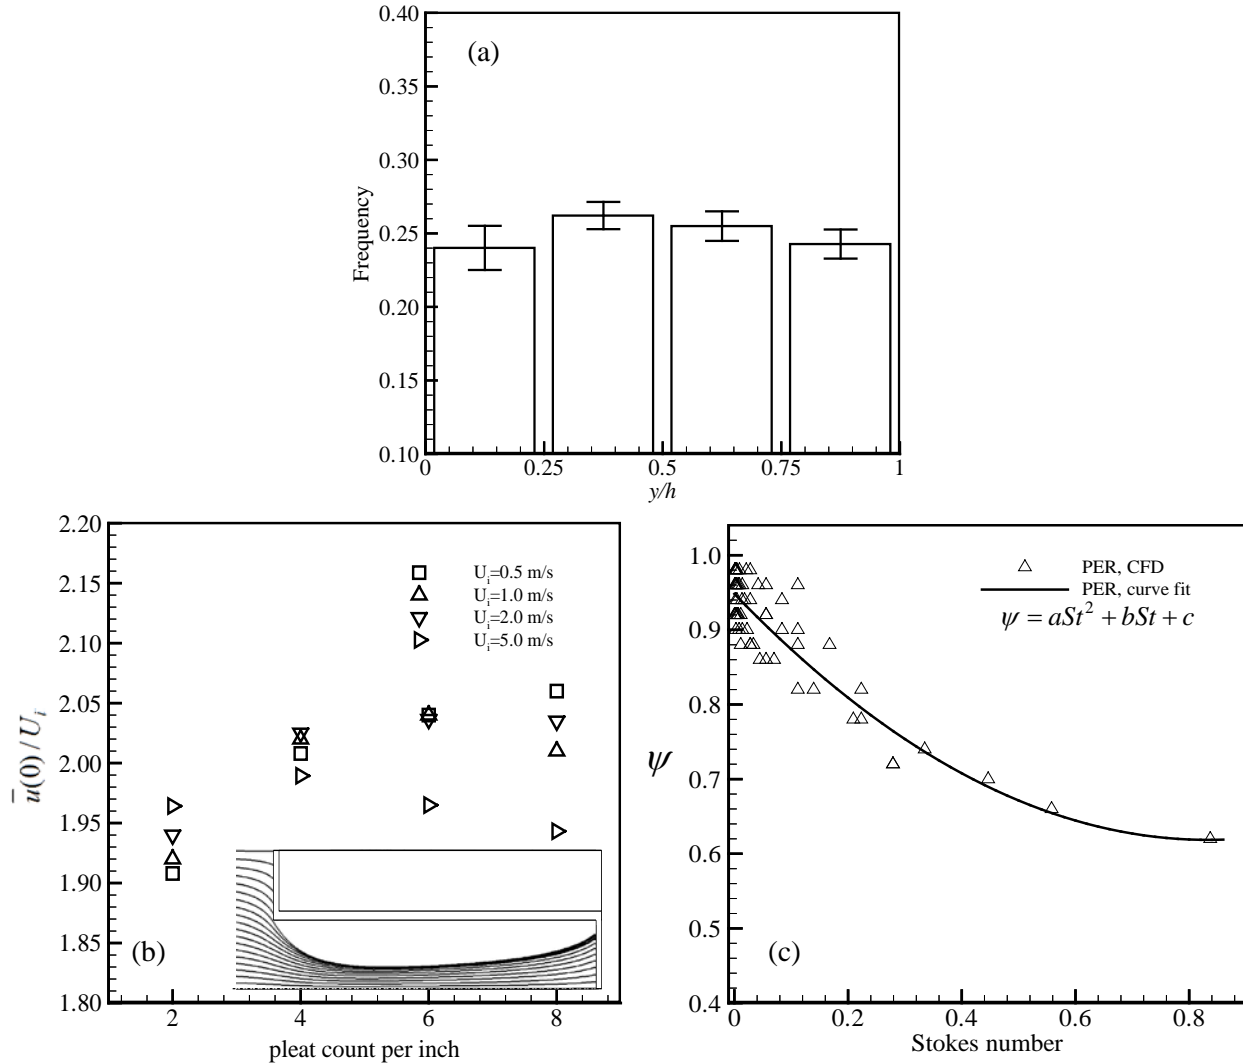 0.40
(a)
0.35
0.30
Frequency
0.25
0.20
0.15
0.10
0 0.25 0.5 0.75 1
y/h
2.20
2.15
2.10
2.05
2.00
1.95
1.90
1.85
1.80
U_i=0.5 m/s
U_i=1.0 m/s
U_i=2.0 m/s
U_i=5.0 m/s
ū(0) / U_i
(b)
2 4 6 8
pleat count per inch
1.0
0.9
0.8
0.7
0.6
0.5
0.4
PER, CFD
PER, curve fit
ψ = aSt² + bSt + c
ψ
(c)
0 0.2 0.4 0.6 0.8
Stokes number